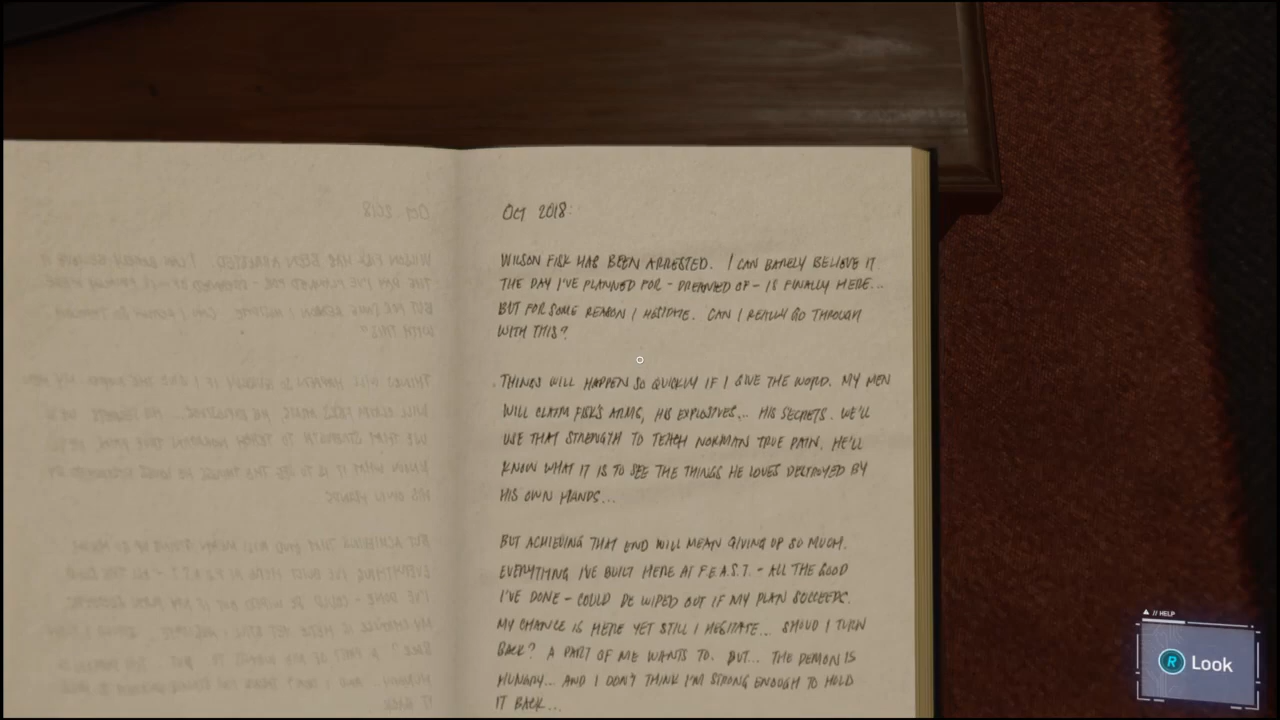 OCT 2018:
WILSON FISK HAS BEEN ARRESTED. I CAN BARELY BELIEVE IT.
THE DAY I'VE PLANNED FOR - DREAMED OF - IS FINALLY HERE...
BUT FOR SOME REASON I HESITATE. CAN I REALLY GO THROUGH
WITH THIS?
THINGS WILL HAPPEN SO QUICKLY IF I GIVE THE WORD. MY MEN
WILL CLAIM FISK'S ARMS, HIS EXPLOSIVES... HIS SECRETS. WE'LL
USE THAT STRENGTH TO TEACH NORMAN TRUE PAIN. HE'LL
KNOW WHAT IT IS TO SEE THE THINGS HE LOVES DESTROYED BY
HIS OWN HANDS...
BUT ACHIEVING THAT END WILL MEAN GIVING UP SO MUCH.
EVERYTHING I'VE BUILT HERE AT F.E.A.S.T. - ALL THE GOOD
I'VE DONE - COULD BE WIPED OUT IF MY PLAN SUCCEEDS.
MY CHANCE IS HERE YET STILL I HESITATE... SHOUD I TURN
BACK? A PART OF ME WANTS TO. BUT... THE DEMON IS
HUNGRY... AND I DON'T THINK I'M STRONG ENOUGH TO HOLD
IT BACK...
// HELP
R Look